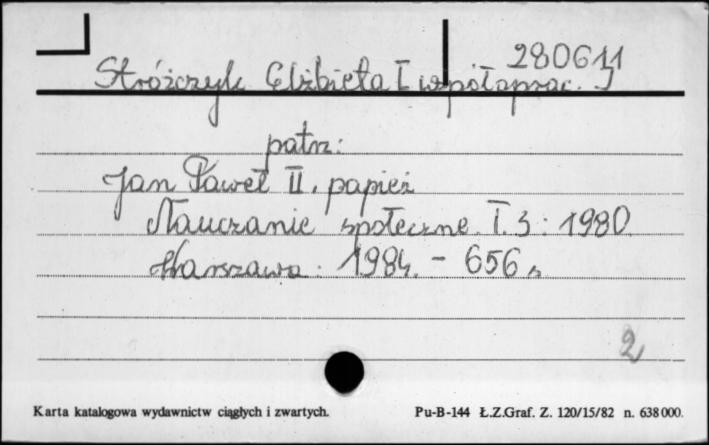 280611
Stróżczyk Elżbieta [współoprac.]
patrz:
Jan Paweł II, papież
Nauczanie społeczne. T. 3: 1980.
Warszawa: 1984. - 656 s.
2
Karta katalogowa wydawnictw ciągłych i zwartych. Pu-B-144 Ł.Z.Graf. Z. 120/15/82 n. 638 000.